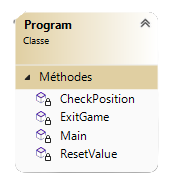 Program
Classe
Méthodes
CheckPosition
ExitGame
Main
ResetValue